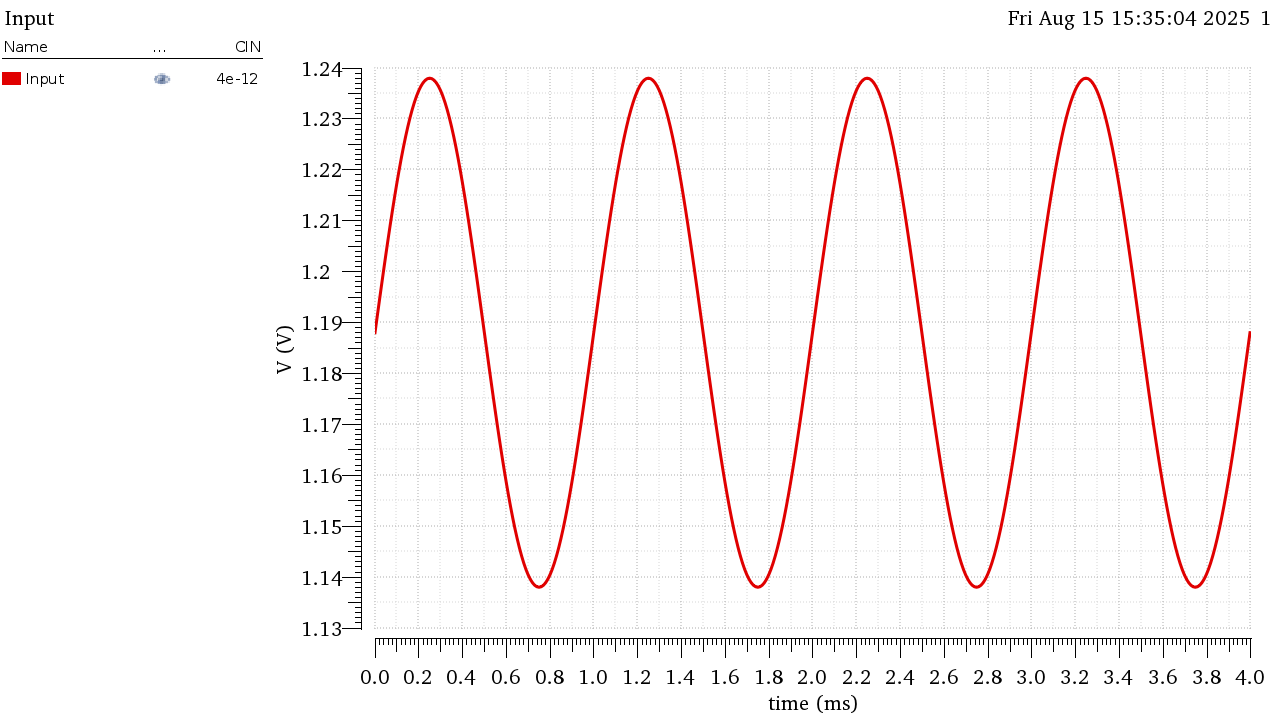 Input
Fri Aug 15 15:35:04 2025 1
Name ... CIN
Input 4e-12
1.24
1.23
1.22
1.21
1.2
1.19
1.18
1.17
1.16
1.15
1.14
1.13
V (V)
0.0 0.2 0.4 0.6 0.8 1.0 1.2 1.4 1.6 1.8 2.0 2.2 2.4 2.6 2.8 3.0 3.2 3.4 3.6 3.8 4.0
time (ms)